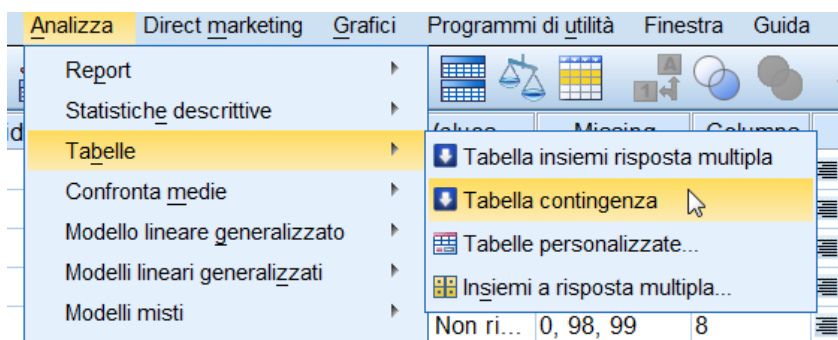 Analizza Direct marketing Grafici Programmi di utilità Finestra Guida
Report
Statistiche descrittive
Tabelle
Confronta medie
Modello lineare generalizzato
Modelli lineari generalizzati
Modelli misti
Values Missing Columns
Tabella insiemi risposta multipla
Tabella contingenza
Tabelle personalizzate...
Insiemi a risposta multipla...
Non ri... 0, 98, 99 8